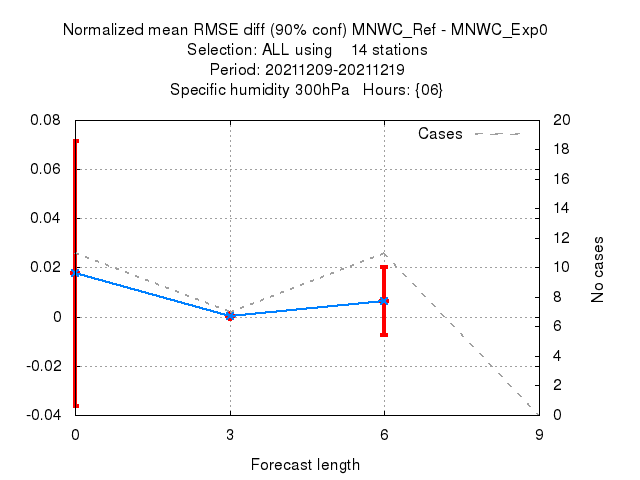 Normalized mean RMSE diff (90% conf) MNWC_Ref - MNWC_Exp0
Selection: ALL using    14 stations
Period: 20211209-20211219
Specific humidity 300hPa   Hours: {06}
Cases
0.08
0.06
0.04
0.02
0
-0.02
-0.04
20
18
16
14
12
10
8
6
4
2
0
No cases
0 3 6 9
Forecast length